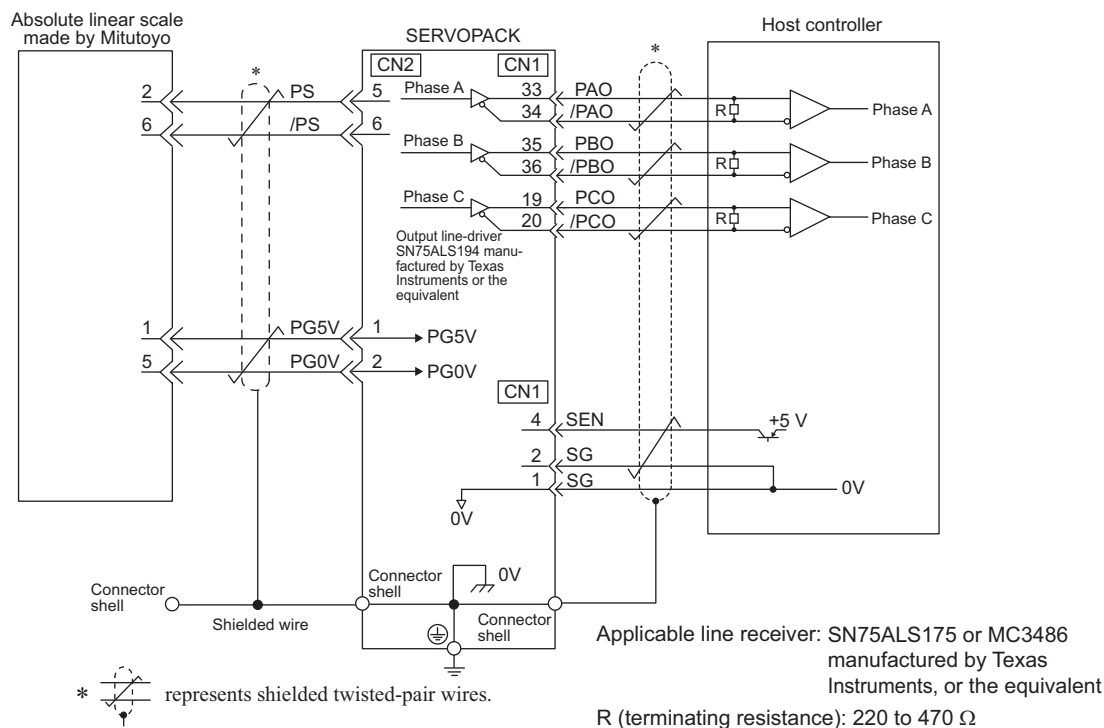 Absolute linear scale
made by Mitutoyo
SERVOPACK
Host controller
*
CN2
CN1
*
2
PS
5
6
/PS
6
Phase A
33
PAO
34
/PAO
R
Phase A
Phase B
35
PBO
36
/PBO
R
Phase B
Phase C
19
PCO
20
/PCO
R
Phase C
Output line-driver
SN75ALS194 manu-
factured by Texas
Instruments or the
equivalent
1
PG5V
1
PG5V
5
PG0V
2
PG0V
CN1
4
SEN
+5 V
2
SG
1
SG
0V
0V
Connector
shell
Shielded wire
Connector
shell
0V
Connector
shell
* represents shielded twisted-pair wires.
Applicable line receiver: SN75ALS175 or MC3486
manufactured by Texas
Instruments, or the equivalent
R (terminating resistance): 220 to 470 Ω